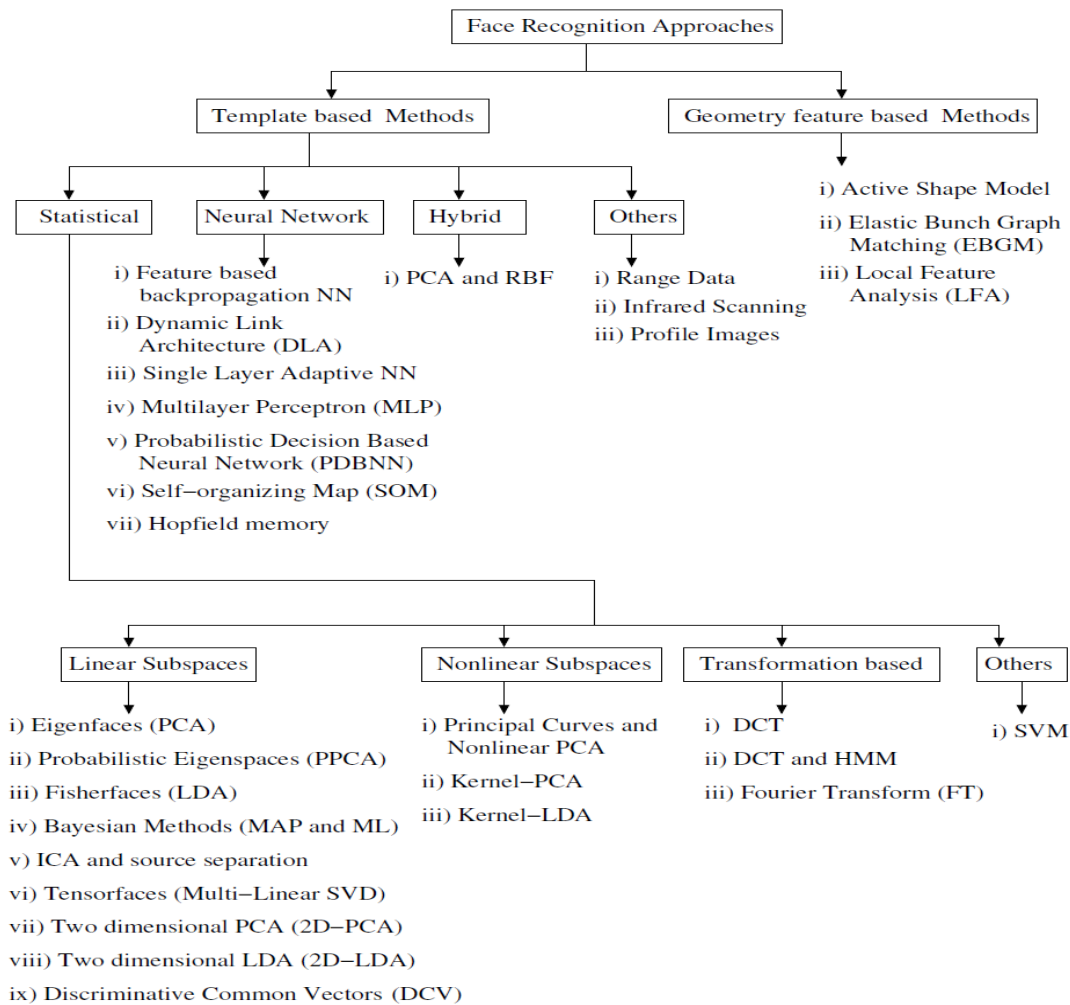 Face Recognition Approaches
Template based Methods
Geometry feature based Methods
Statistical
Neural Network
Hybrid
Others
i) Feature based
backpropagation NN
ii) Dynamic Link
Architecture (DLA)
iii) Single Layer Adaptive NN
iv) Multilayer Perceptron (MLP)
v) Probabilistic Decision Based
Neural Network (PDBNN)
vi) Self-organizing Map (SOM)
vii) Hopfield memory
i) PCA and RBF
i) Range Data
ii) Infrared Scanning
iii) Profile Images
i) Active Shape Model
ii) Elastic Bunch Graph
Matching (EBGM)
iii) Local Feature
Analysis (LFA)
Linear Subspaces
Nonlinear Subspaces
Transformation based
Others
i) Eigenfaces (PCA)
ii) Probabilistic Eigenspaces (PPCA)
iii) Fisherfaces (LDA)
iv) Bayesian Methods (MAP and ML)
v) ICA and source separation
vi) Tensorfaces (Multi-Linear SVD)
vii) Two dimensional PCA (2D-PCA)
viii) Two dimensional LDA (2D-LDA)
ix) Discriminative Common Vectors (DCV)
i) Principal Curves and
Nonlinear PCA
ii) Kernel-PCA
iii) Kernel-LDA
i) DCT
ii) DCT and HMM
iii) Fourier Transform (FT)
i) SVM